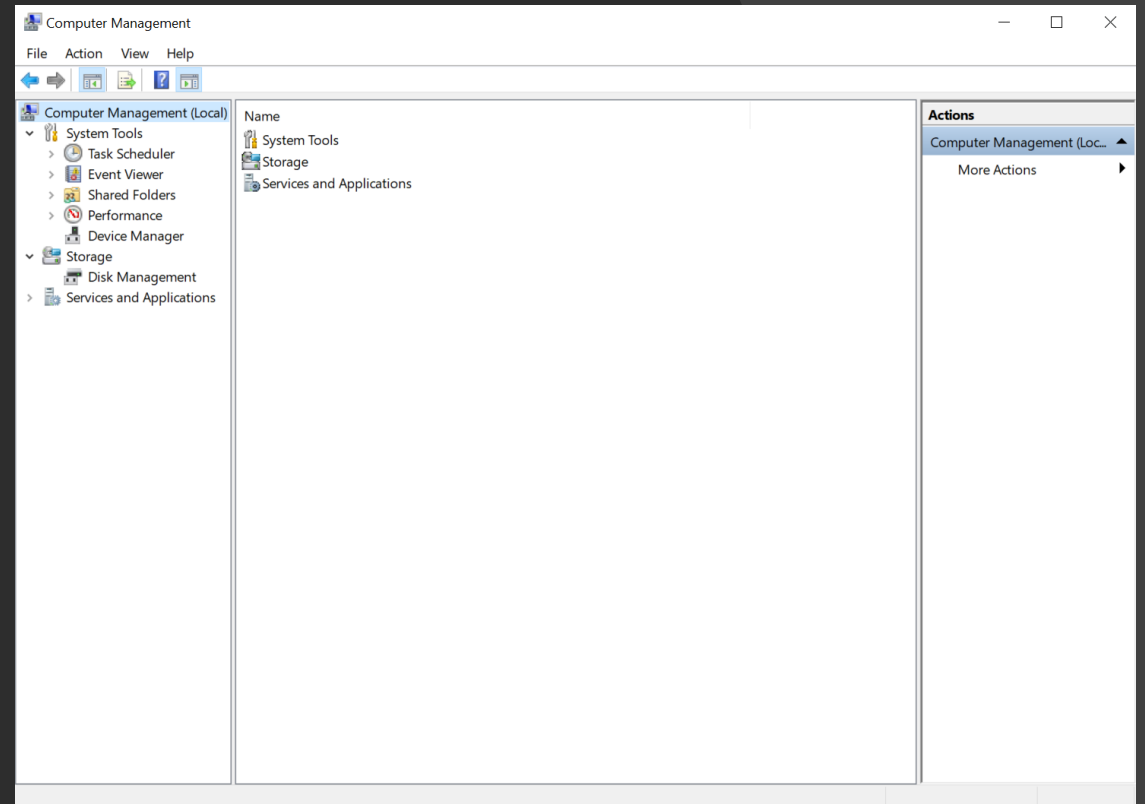 Computer Management
File Action View Help
Computer Management (Local)
System Tools
Task Scheduler
Event Viewer
Shared Folders
Performance
Device Manager
Storage
Disk Management
Services and Applications
Name
System Tools
Storage
Services and Applications
Actions
Computer Management (Loc...
More Actions